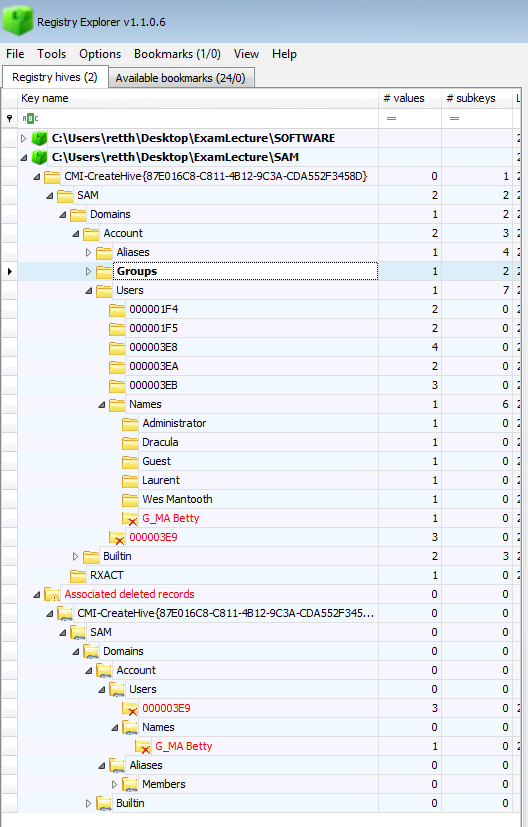 Registry Explorer v1.1.0.6
File Tools Options Bookmarks (1/0) View Help
Registry hives (2) Available bookmarks (24/0)
Key name # values # subkeys L
ABC = =
C:\Users\retth\Desktop\ExamLecture\SOFTWARE
C:\Users\retth\Desktop\ExamLecture\SAM
CMI-CreateHive{87E016C8-C811-4B12-9C3A-CDA552F3458D} 0 1 2
SAM 2 2 2
Domains 1 2 2
Account 2 3 2
Aliases 1 4 2
Groups 1 2 2
Users 1 7 2
000001F4 2 0 2
000001F5 2 0 2
000003E8 4 0 2
000003EA 2 0 2
000003EB 3 0 2
Names 1 6 2
Administrator 1 0 2
Dracula 1 0 2
Guest 1 0 2
Laurent 1 0 2
Wes Mantooth 1 0 2
G_MA Betty 1 0 2
000003E9 3 0 2
Builtin 2 3 2
RXACT 1 0 2
Associated deleted records 0 0
CMI-CreateHive{87E016C8-C811-4B12-9C3A-CDA552F345... 0 0
SAM 0 0
Domains 0 0
Account 0 0
Users 0 0
000003E9 3 0 2
Names 0 0
G_MA Betty 1 0 2
Aliases 0 0
Members 0 0
Builtin 0 0